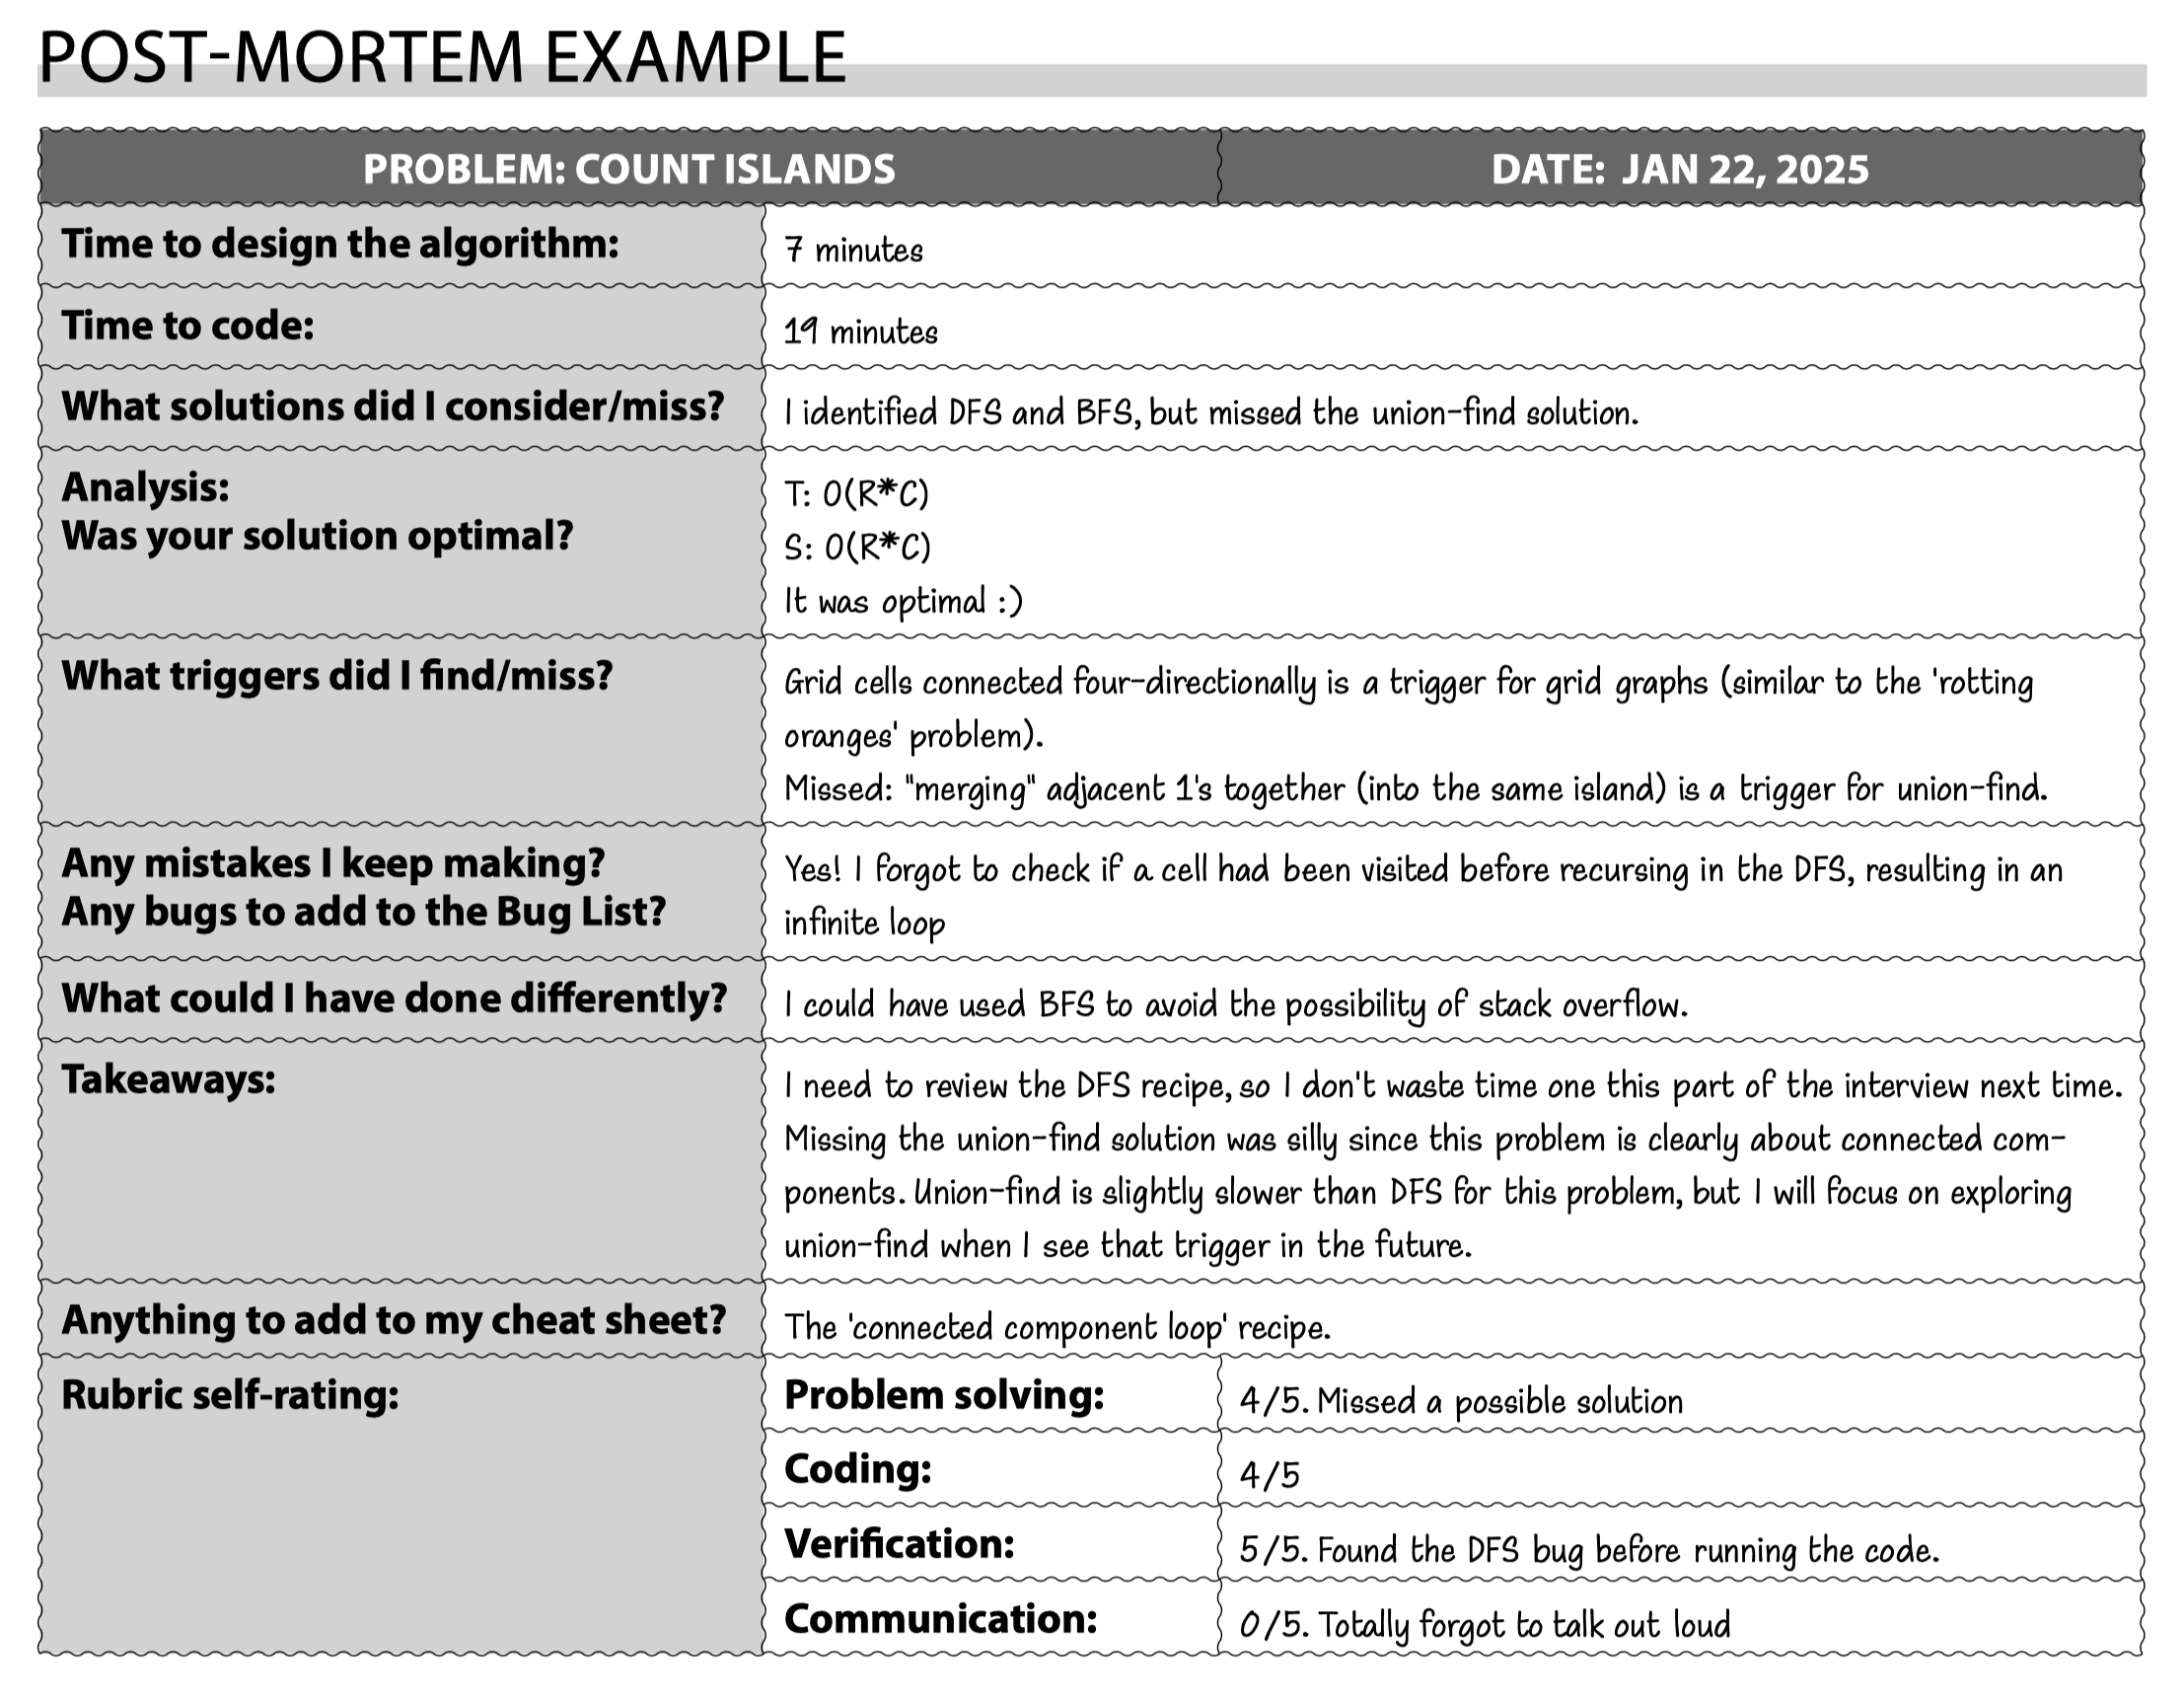 POST-MORTEM EXAMPLE
PROBLEM: COUNT ISLANDS
DATE: JAN 22, 2025
Time to design the algorithm:
7 minutes
Time to code:
19 minutes
What solutions did I consider/miss?
I identified DFS and BFS, but missed the union-find solution.
Analysis:
Was your solution optimal?
T: O(R*C)
S: O(R*C)
It was optimal :)
What triggers did I find/miss?
Grid cells connected four-directionally is a trigger for grid graphs (similar to the 'rotting
oranges' problem).
Missed: "merging" adjacent 1's together (into the same island) is a trigger for union-find.
Any mistakes I keep making?
Any bugs to add to the Bug List?
Yes! I forgot to check if a cell had been visited before recursing in the DFS, resulting in an
infinite loop
What could I have done differently?
I could have used BFS to avoid the possibility of stack overflow.
Takeaways:
I need to review the DFS recipe, so I don't waste time one this part of the interview next time.
Missing the union-find solution was silly since this problem is clearly about connected com-
ponents. Union-find is slightly slower than DFS for this problem, but I will focus on exploring
union-find when I see that trigger in the future.
Anything to add to my cheat sheet?
The 'connected component loop' recipe.
Rubric self-rating:
Problem solving:
4/5. Missed a possible solution
Coding:
4/5
Verification:
5/5. Found the DFS bug before running the code.
Communication:
0/5. Totally forgot to talk out loud